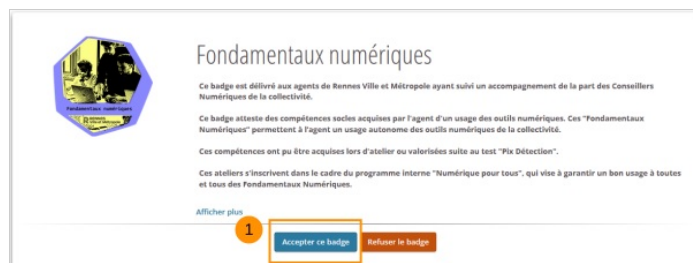 Fondamentaux numériques
Ce badge est délivré aux agents de Rennes Ville et Métropole ayant suivi un accompagnement de la part des Conseillers
Numériques de la collectivité.
Ce badge atteste des compétences socles acquises par l'agent d'un usage des outils numériques. Ces "Fondamentaux
Numériques" permettent à l'agent un usage autonome des outils numériques de la collectivité.
Ces compétences ont pu être acquises lors d'atelier ou valorisées suite au test "Pix Détection".
Ces ateliers s'inscrivent dans le cadre du programme interne "Numérique pour tous", qui vise à garantir un bon usage à toutes
et tous des Fondamentaux Numériques.
Afficher plus
1
Accepter ce badge
Refuser le badge
Fondamentaux numériques